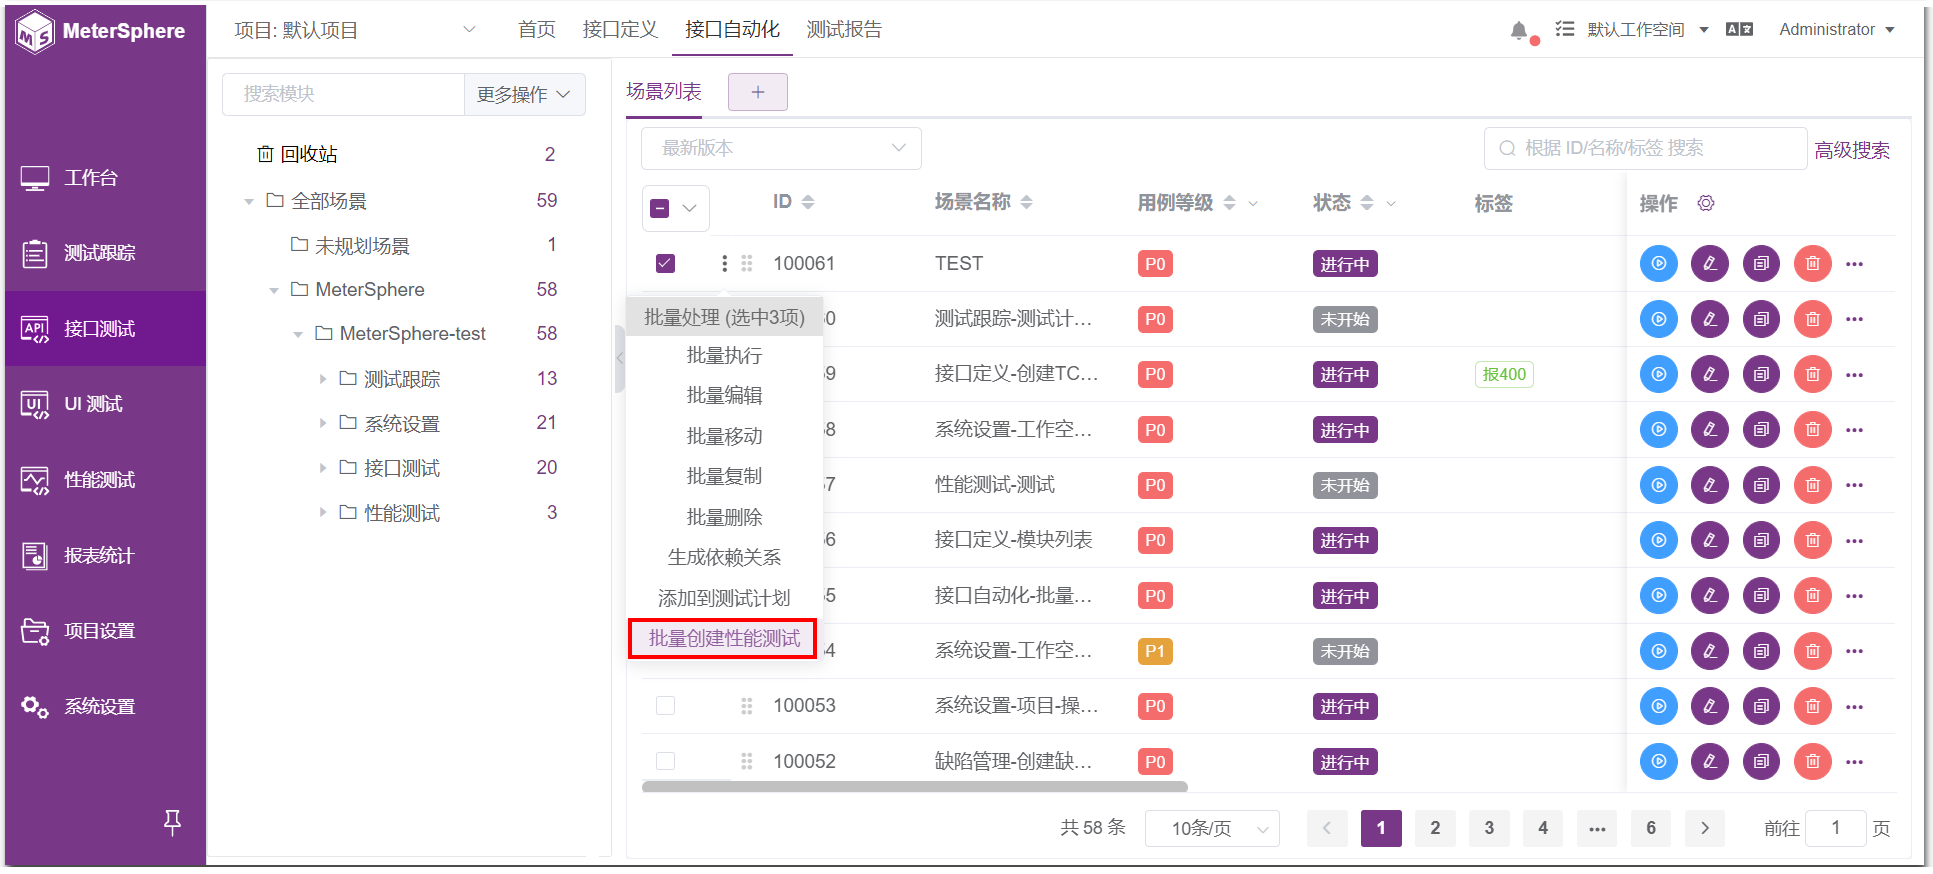 MeterSphere
项目: 默认项目
首页
接口定义
接口自动化
测试报告
默认工作空间
Administrator
工作台
测试跟踪
接口测试
UI 测试
性能测试
报表统计
项目设置
系统设置
搜索模块
更多操作
回收站 2
全部场景 59
未规划场景 1
MeterSphere 58
MeterSphere-test 58
测试跟踪 13
系统设置 21
接口测试 20
性能测试 3
场景列表
+
最新版本
根据 ID/名称/标签 搜索
高级搜索
ID 场景名称 用例等级 状态 标签 操作
100061 TEST P0 进行中
0 测试跟踪-测试计... P0 未开始
9 接口定义-创建TC... P0 进行中 报400
8 系统设置-工作空... P0 进行中
7 性能测试-测试 P0 未开始
6 接口定义-模块列表 P0 进行中
5 接口自动化-批量... P0 进行中
4 系统设置-工作空... P1 未开始
100053 系统设置-项目-操... P0 进行中
100052 缺陷管理-创建缺... P0 进行中
批量处理 (选中3项)
批量执行
批量编辑
批量移动
批量复制
批量删除
生成依赖关系
添加到测试计划
批量创建性能测试
共 58 条 10条/页 1 2 3 4 ... 6 前往 1 页